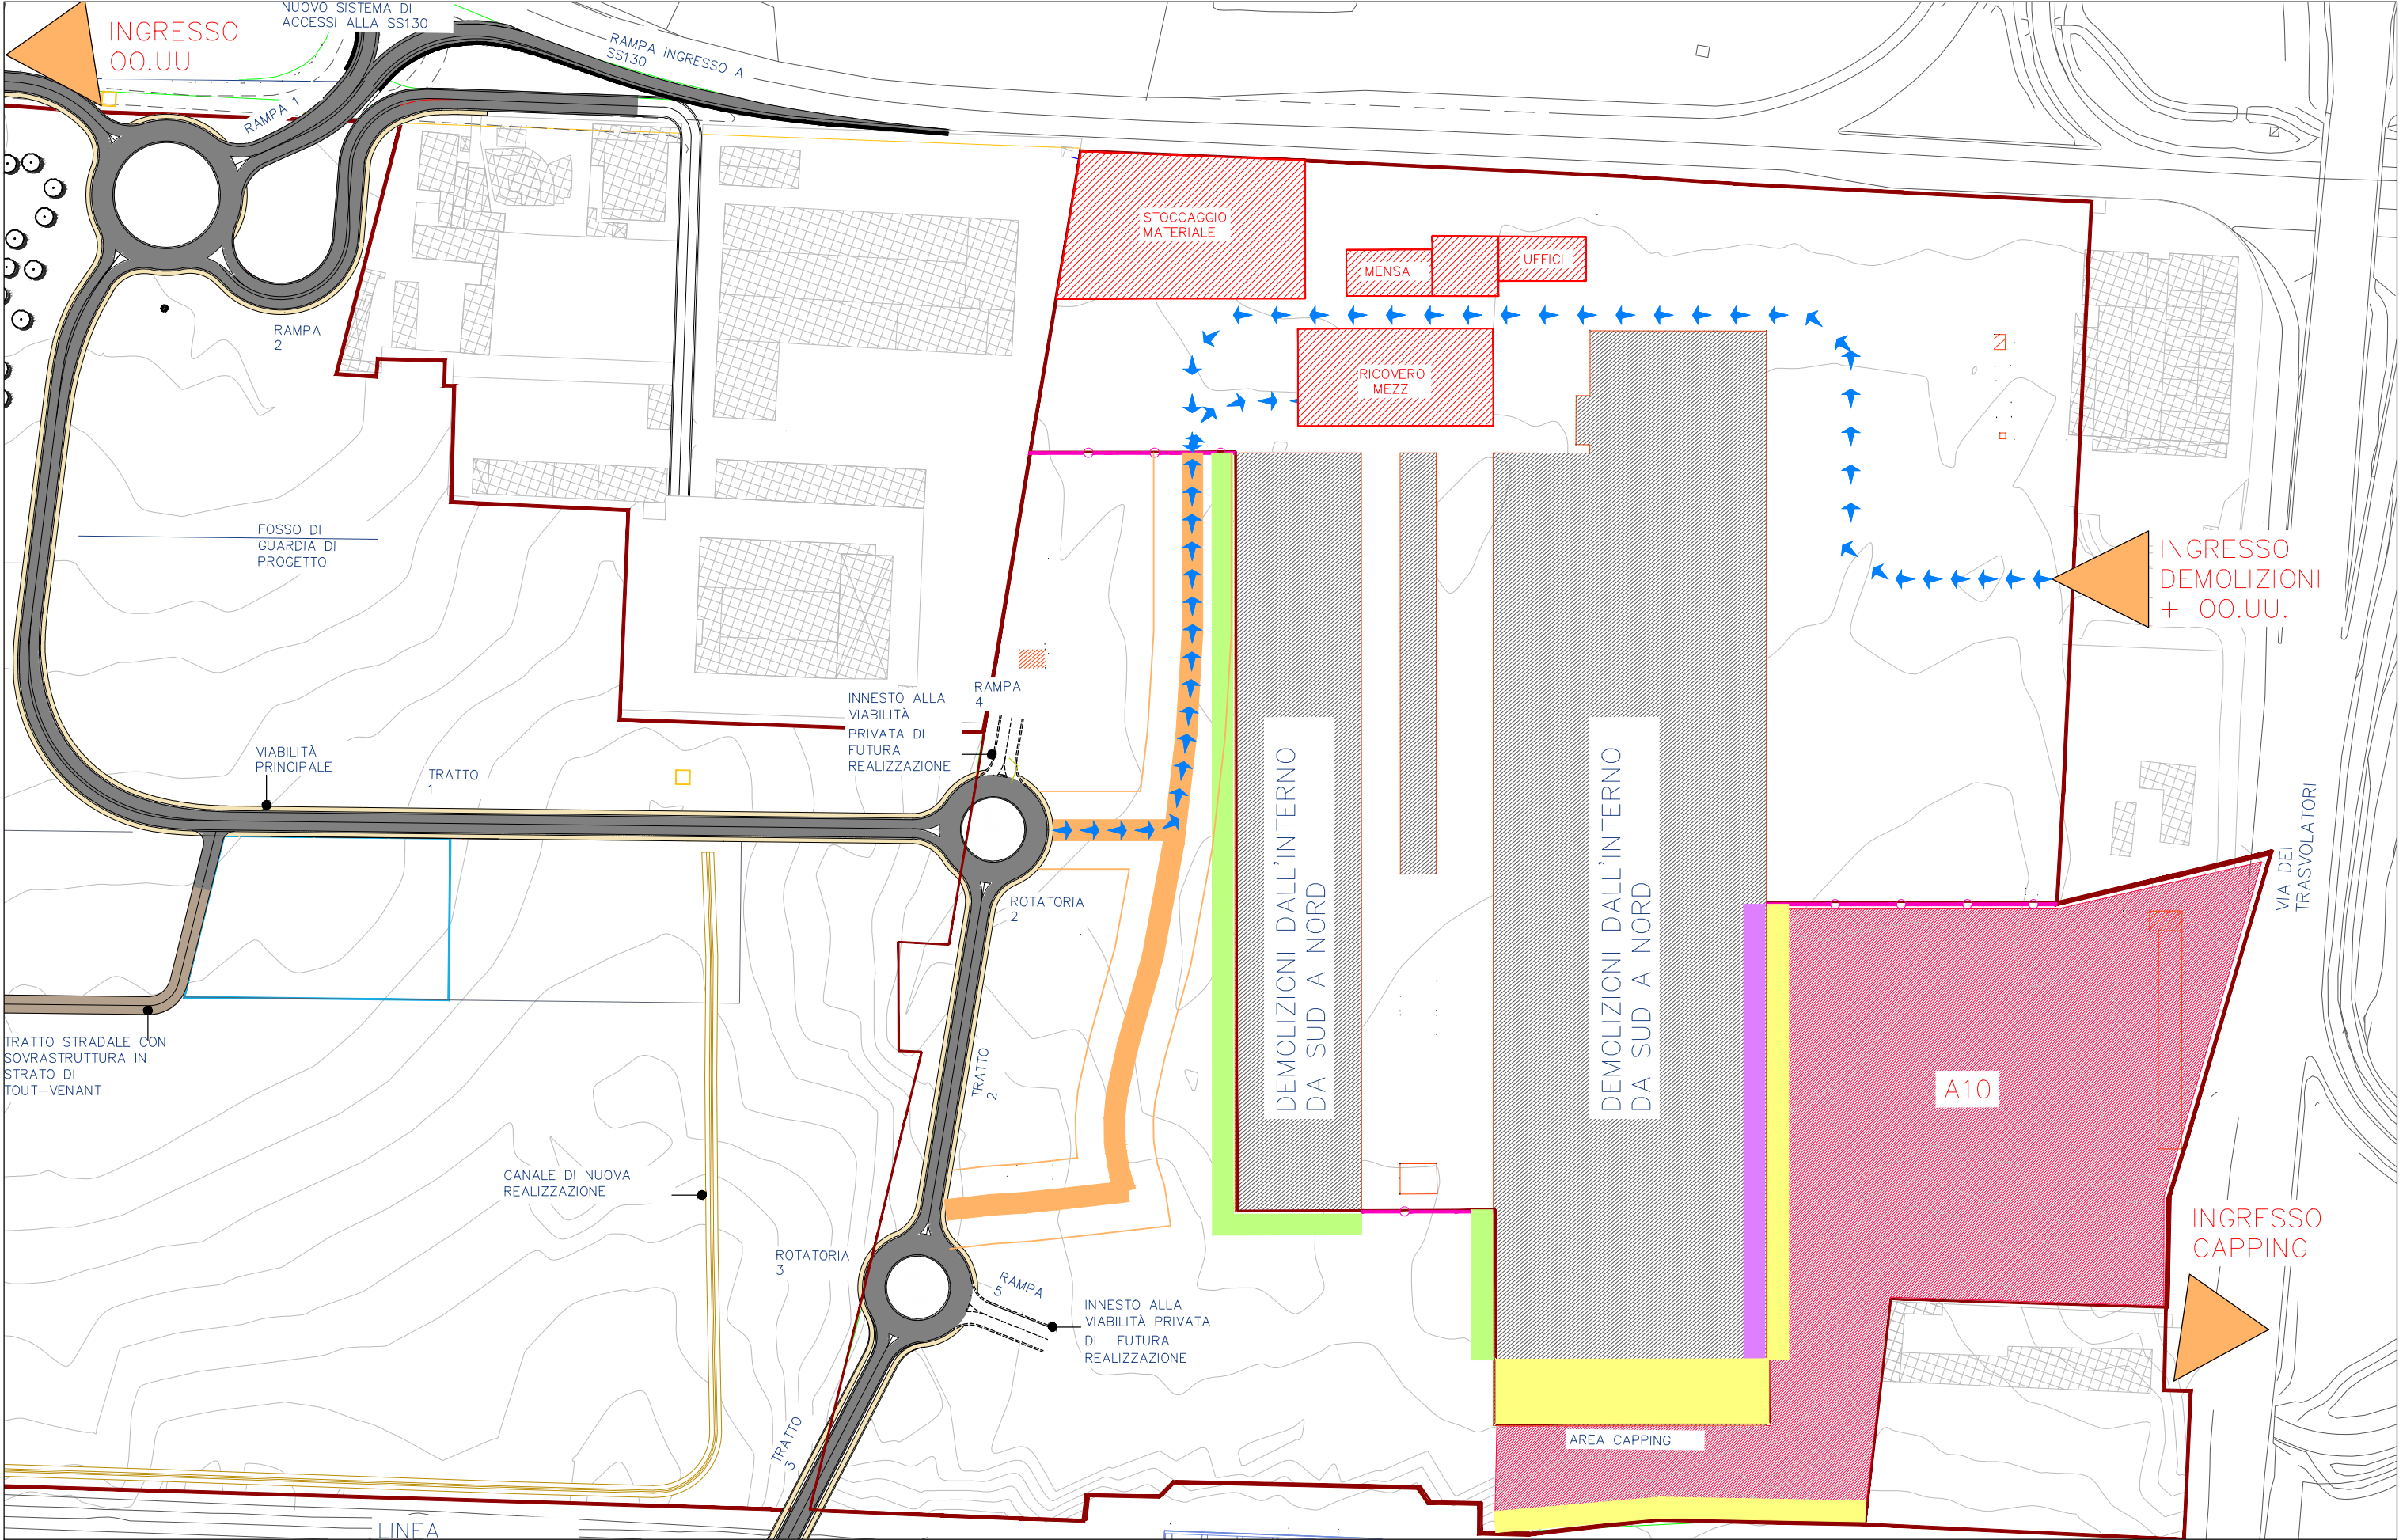 NUOVO SISTEMA DI
ACCESSI ALLA SS130
INGRESSO
OO.UU
RAMPA INGRESSO A
SS130
RAMPA 1
RAMPA
2
STOCCAGGIO
MATERIALE
MENSA
UFFICI
RICOVERO
MEZZI
FOSSO DI
GUARDIA DI
PROGETTO
INGRESSO
DEMOLIZIONI
+ OO.UU.
INNESTO ALLA
VIABILITÀ
PRIVATA DI
FUTURA
REALIZZAZIONE
RAMPA
4
VIABILITÀ
PRINCIPALE
TRATTO
1
ROTATORIA
2
DEMOLIZIONI DALL'INTERNO
DA SUD A NORD
DEMOLIZIONI DALL'INTERNO
DA SUD A NORD
VIA DEI
TRASVOLATORI
TRATTO STRADALE CON
SOVRASTRUTTURA IN
STRATO DI
TOUT-VENANT
TRATTO
2
A10
CANALE DI NUOVA
REALIZZAZIONE
ROTATORIA
3
RAMPA
5
INNESTO ALLA
VIABILITÀ PRIVATA
DI FUTURA
REALIZZAZIONE
INGRESSO
CAPPING
TRATTO
3
AREA CAPPING
LINEA